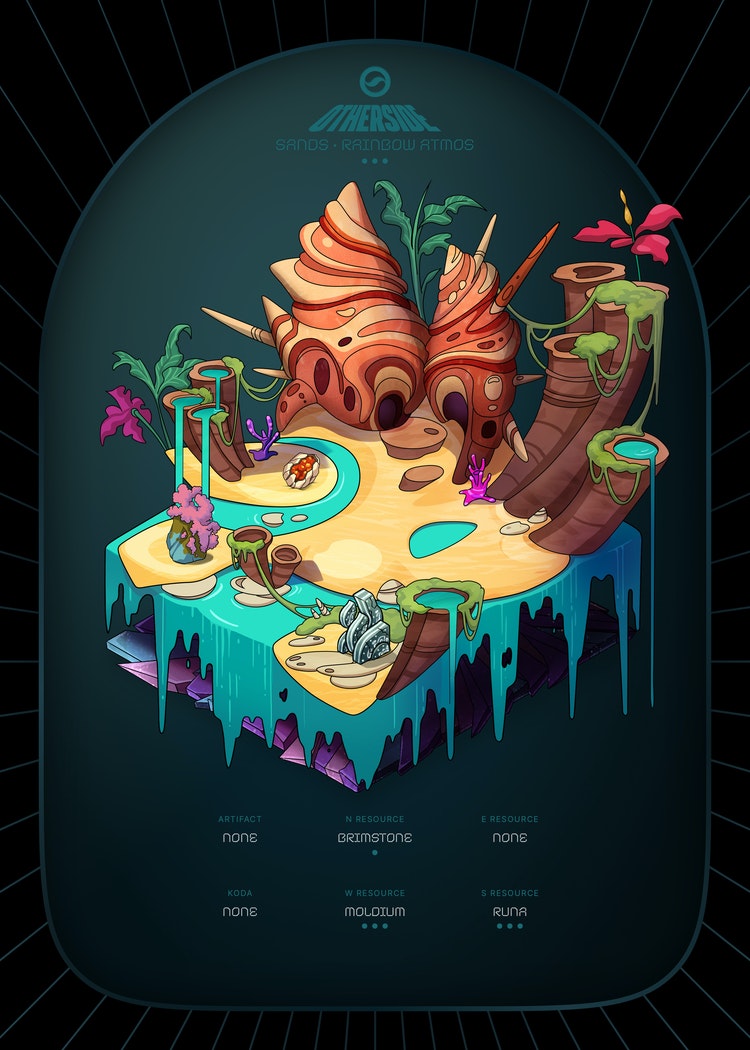 OTHERSIDE
SANDS · RAINBOW ATMOS
ARTIFACT
NONE
N RESOURCE
BRIMSTONE
E RESOURCE
NONE
KODA
NONE
W RESOURCE
MOLDIUM
S RESOURCE
RUNA